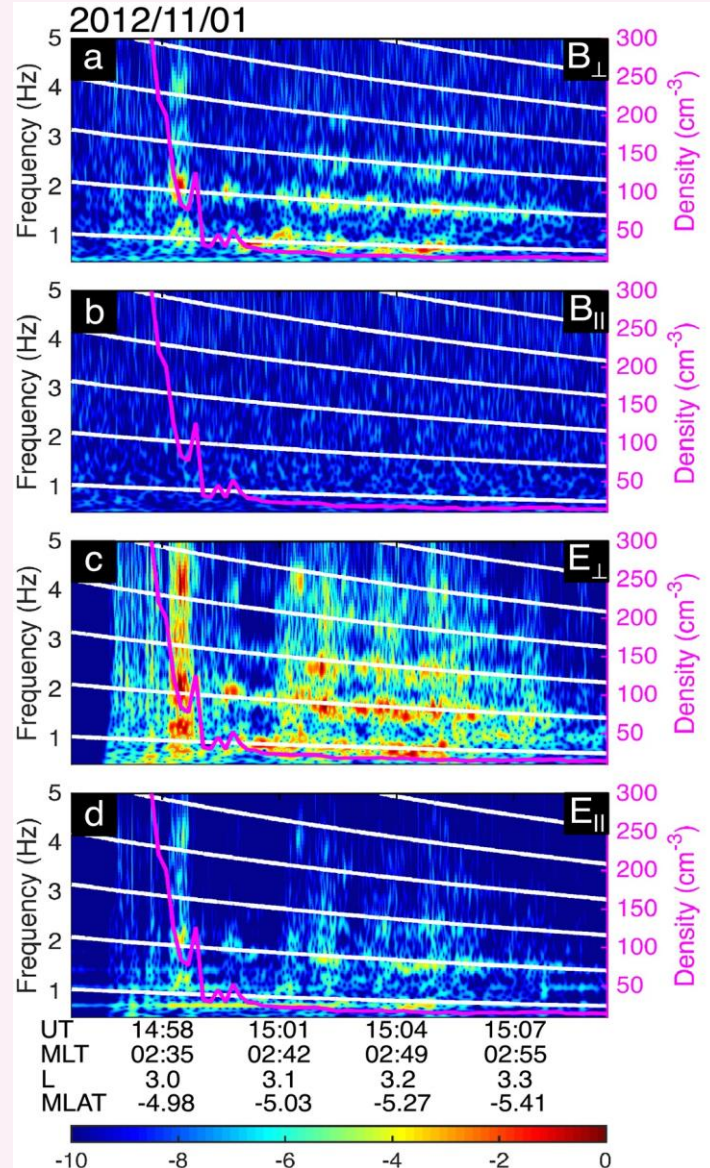 2012/11/01
a
B⊥
Frequency (Hz)
5
4
3
2
1
Density (cm⁻³)
300
250
200
150
100
50
b
B||
Frequency (Hz)
5
4
3
2
1
Density (cm⁻³)
300
250
200
150
100
50
c
E⊥
Frequency (Hz)
5
4
3
2
1
Density (cm⁻³)
300
250
200
150
100
50
d
E||
Frequency (Hz)
5
4
3
2
1
Density (cm⁻³)
300
250
200
150
100
50
UT 14:58 15:01 15:04 15:07
MLT 02:35 02:42 02:49 02:55
L 3.0 3.1 3.2 3.3
MLAT -4.98 -5.03 -5.27 -5.41
-10 -8 -6 -4 -2 0